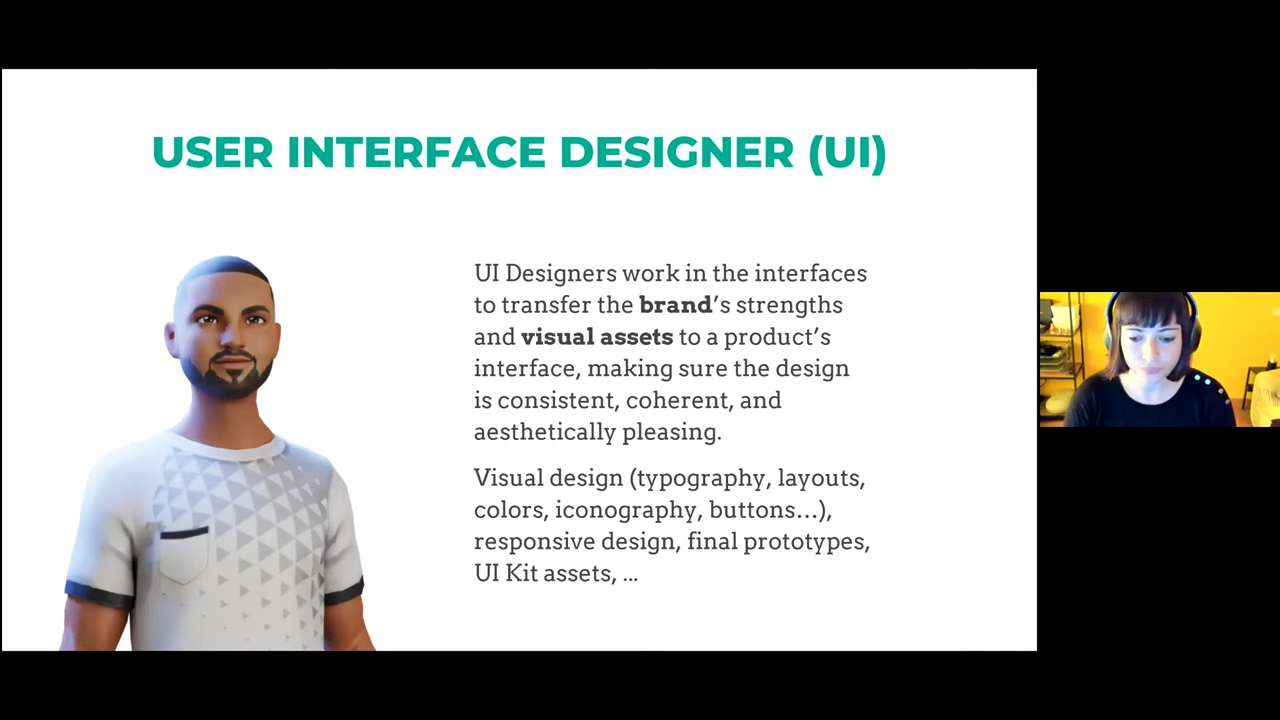 USER INTERFACE DESIGNER (UI)
UI Designers work in the interfaces
to transfer the brand’s strengths
and visual assets to a product’s
interface, making sure the design
is consistent, coherent, and
aesthetically pleasing.
Visual design (typography, layouts,
colors, iconography, buttons…),
responsive design, final prototypes,
UI Kit assets, ...